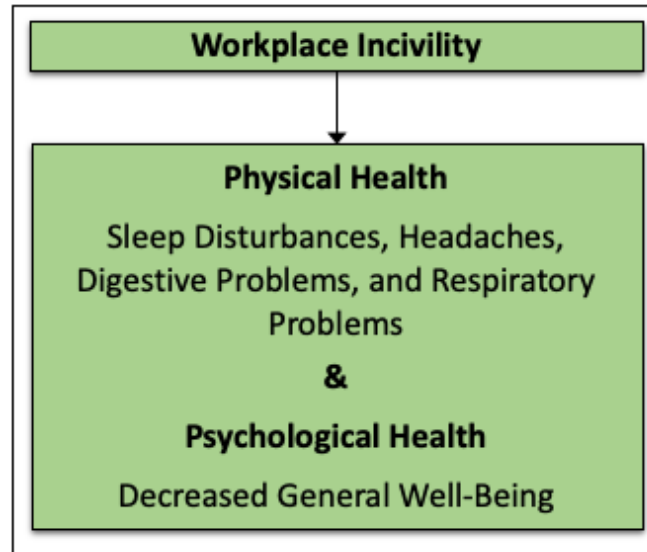 Workplace Incivility
Physical Health
Sleep Disturbances, Headaches,
Digestive Problems, and Respiratory
Problems
&
Psychological Health
Decreased General Well-Being